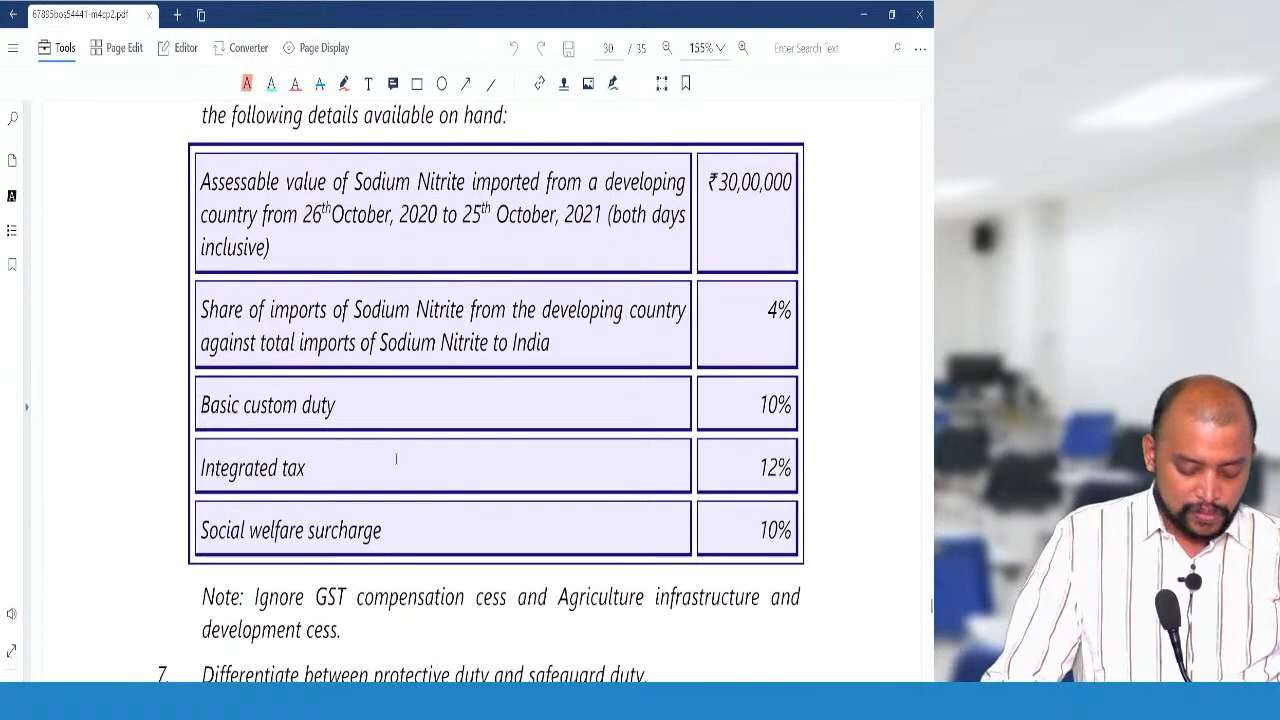 67895bos54441-m4cp2.pdf
Tools
Page Edit
Editor
Converter
Page Display
30 / 35
155%
Enter Search Text
the following details available on hand:
Assessable value of Sodium Nitrite imported from a developing ₹30,00,000
country from 26thOctober, 2020 to 25th October, 2021 (both days
inclusive)
Share of imports of Sodium Nitrite from the developing country 4%
against total imports of Sodium Nitrite to India
Basic custom duty 10%
Integrated tax 12%
Social welfare surcharge 10%
Note: Ignore GST compensation cess and Agriculture infrastructure and
development cess.
7. Differentiate between protective duty and safeguard duty.